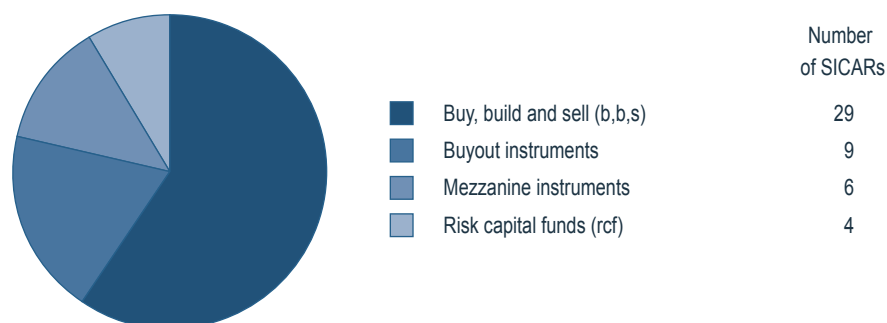 Number
of SICARs
Buy, build and sell (b,b,s) 29
Buyout instruments 9
Mezzanine instruments 6
Risk capital funds (rcf) 4